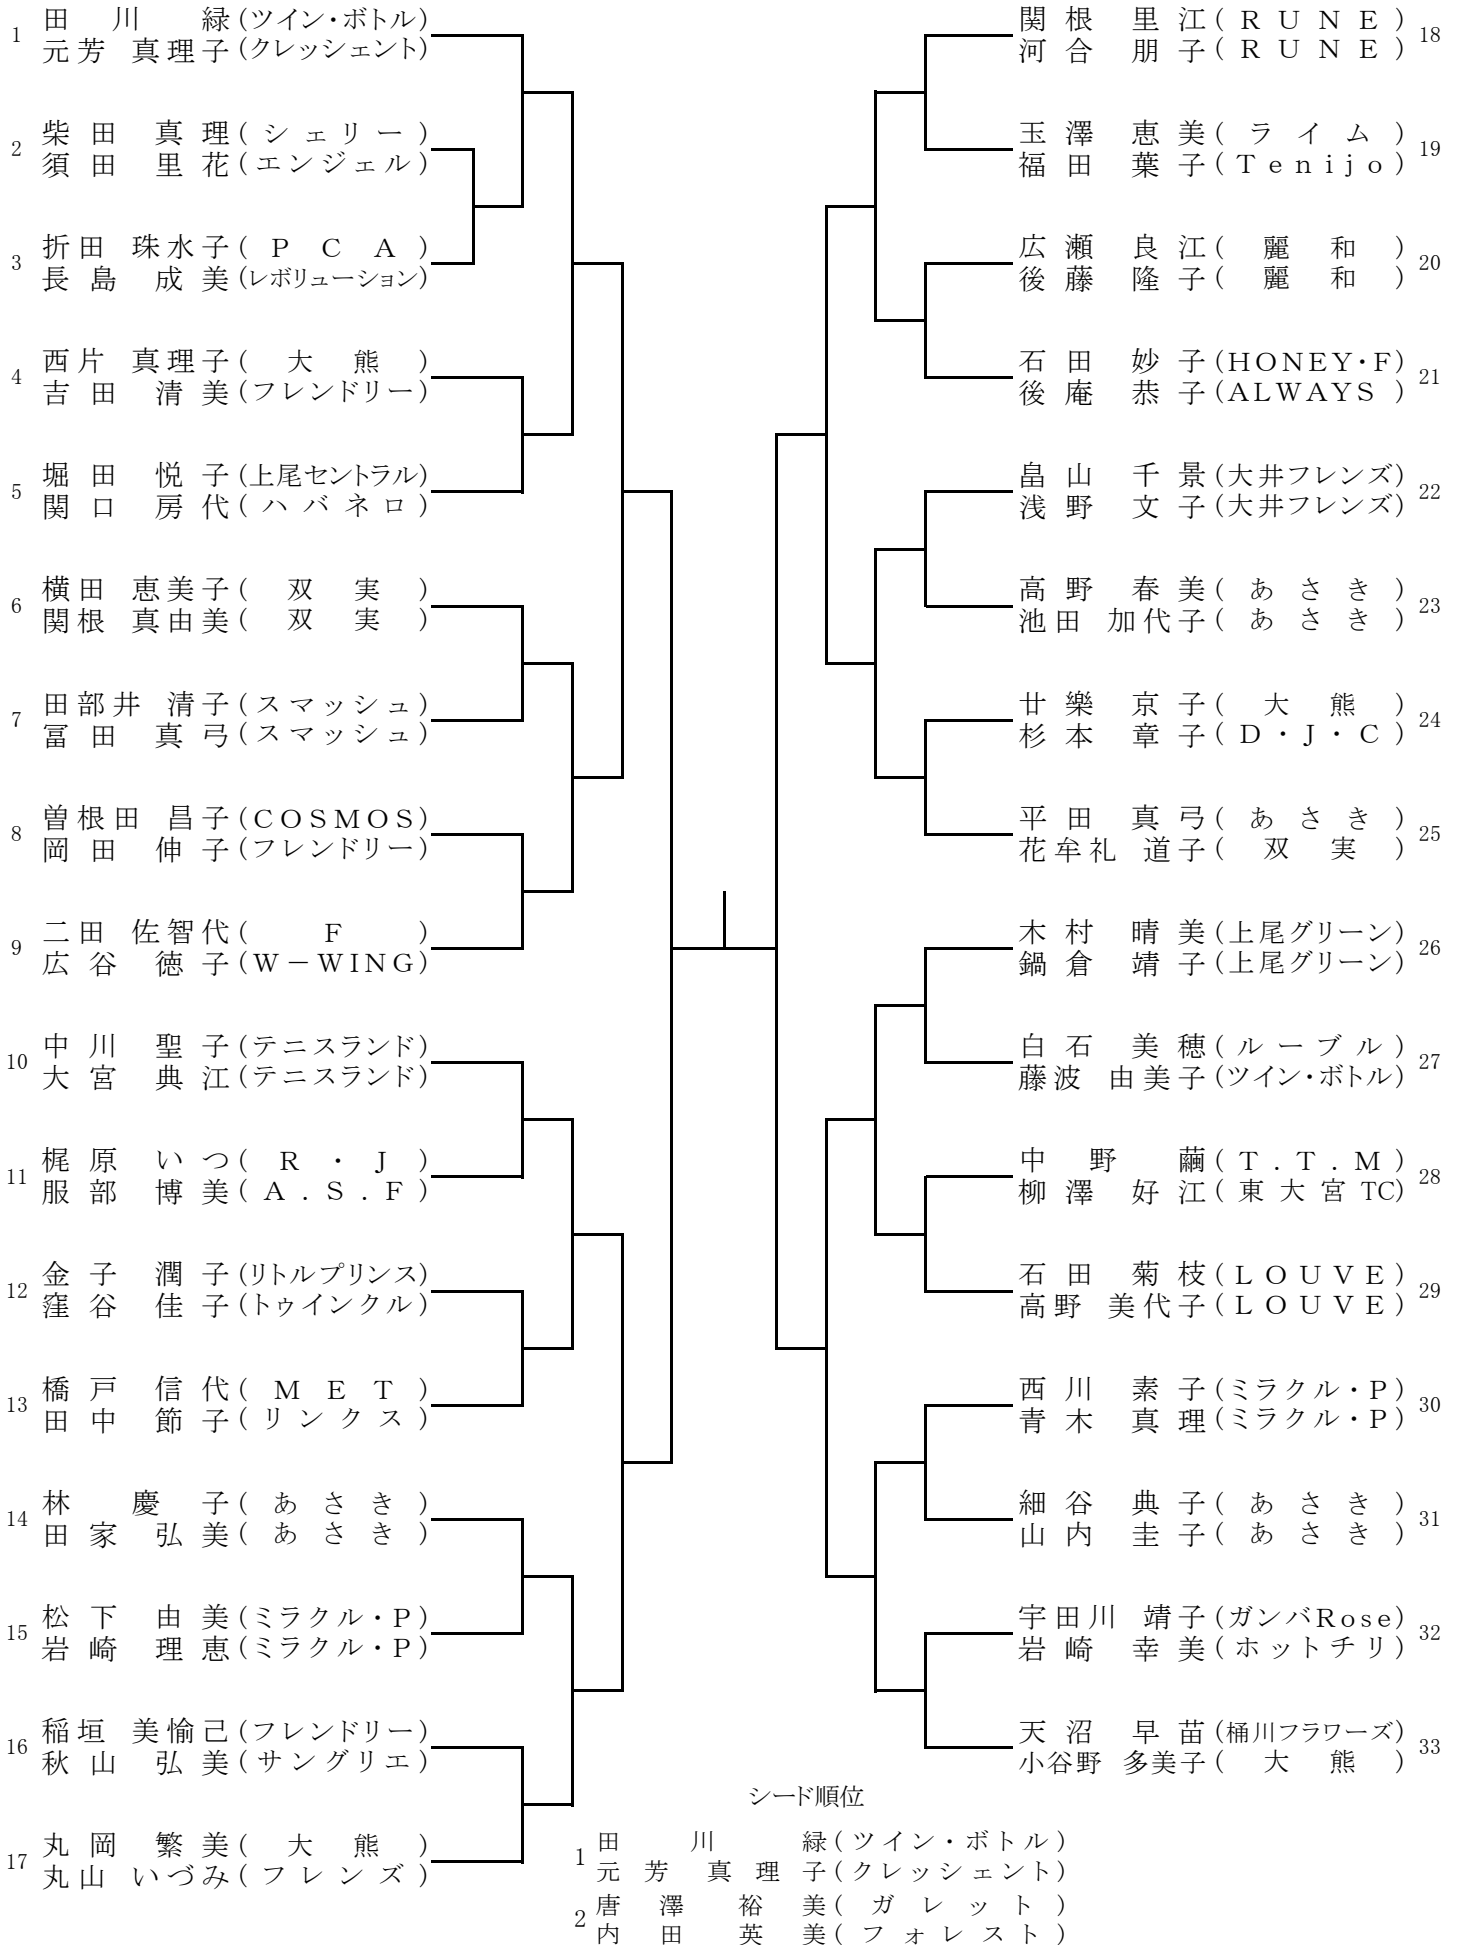 1 田川 緑(ツイン・ボトル)
元芳 真理子(クレッシェント)
2 柴田 真理(シェリー)
須田 里花(エンジェル)
3 折田 珠水子(PCA)
長島 成美(レボリューション)
4 西片 真理子(大熊)
吉田 清美(フレンドリー)
5 堀田 悦子(上尾セントラル)
関口 房代(ハバネロ)
6 横田 恵美子(双実)
関根 真由美(双実)
7 田部井 清子(スマッシュ)
冨田 真弓(スマッシュ)
8 曽根田 昌子(COSMOS)
岡田 伸子(フレンドリー)
9 二田 佐智代(F)
広谷 徳子(W－WING)
10 中川 聖子(テニスランド)
大宮 典江(テニスランド)
11 梶原 いつ(R・J)
服部 博美(A.S.F)
12 金子 潤子(リトルプリンス)
窪谷 佳子(トゥインクル)
13 橋戸 信代(MET)
田中 節子(リンクス)
14 林 慶子(あさき)
田家 弘美(あさき)
15 松下 由美(ミラクル・P)
岩崎 理恵(ミラクル・P)
16 稲垣 美愉己(フレンドリー)
秋山 弘美(サングリエ)
17 丸岡 繁美(大熊)
丸山 いづみ(フレンズ)
関根 里江(RUNE) 18
河合 朋子(RUNE)
玉澤 恵美(ライム) 19
福田 葉子(Tenijo)
広瀬 良江(麗和) 20
後藤 隆子(麗和)
石田 妙子(HONEY・F) 21
後庵 恭子(ALWAYS)
畠山 千景(大井フレンズ) 22
浅野 文子(大井フレンズ)
高野 春美(あさき) 23
池田 加代子(あさき)
廿樂 京子(大熊) 24
杉本 章子(D・J・C)
平田 真弓(あさき) 25
花牟礼 道子(双実)
木村 晴美(上尾グリーン) 26
鍋倉 靖子(上尾グリーン)
白石 美穂(ルーブル) 27
藤波 由美子(ツイン・ボトル)
中野 繭(T.T.M) 28
柳澤 好江(東大宮TC)
石田 菊枝(LOUVE) 29
高野 美代子(LOUVE)
西川 素子(ミラクル・P) 30
青木 真理(ミラクル・P)
細谷 典子(あさき) 31
山内 圭子(あさき)
宇田川 靖子(ガンバRose) 32
岩崎 幸美(ホットチリ)
天沼 早苗(桶川フラワーズ) 33
小谷野 多美子(大熊)
シード順位
1 田川 緑(ツイン・ボトル)
元芳 真理子(クレッシェント)
2 唐澤 裕美(ガレット)
内田 英美(フォレスト)